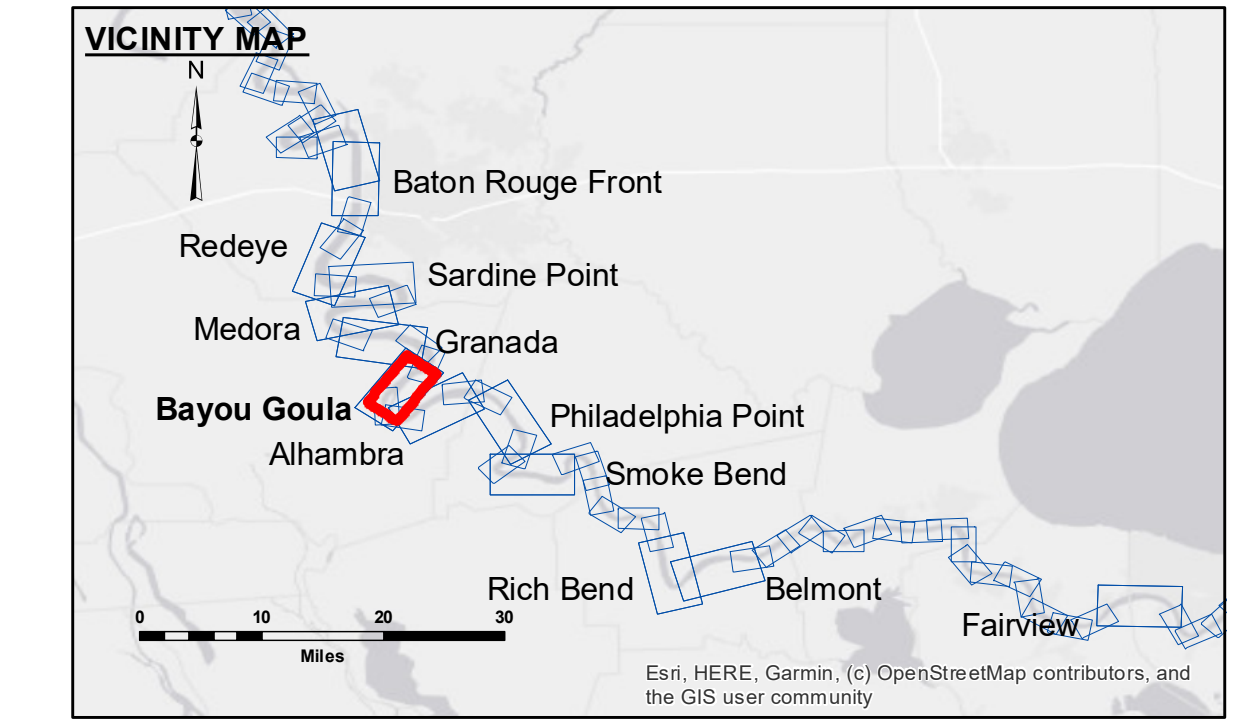 VICINITY MAP
N
Baton Rouge Front
Redeye
Sardine Point
Medora
Granada
Bayou Goula
Philadelphia Point
Alhambra
Smoke Bend
Rich Bend
Belmont
Fairview
0 10 20 30
Miles
Esri, HERE, Garmin, (c) OpenStreetMap contributors, and
the GIS user community